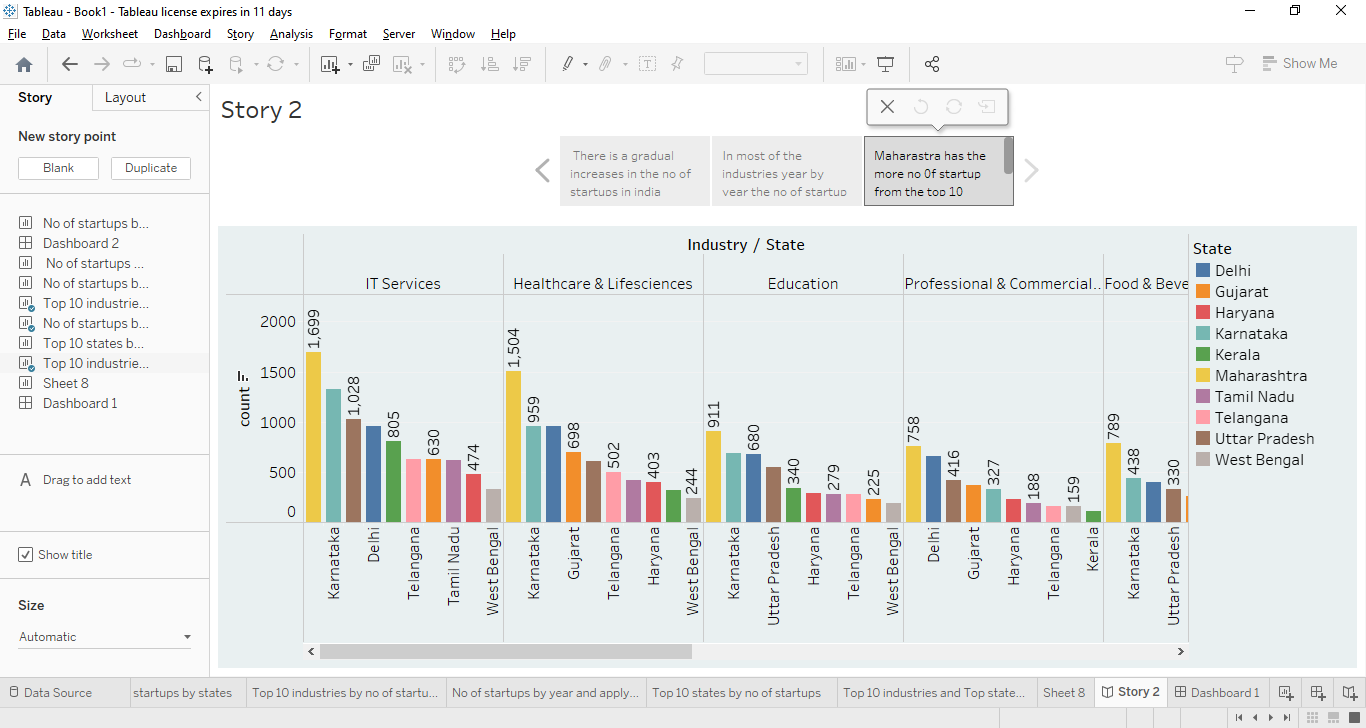 Tableau - Book1 - Tableau license expires in 11 days
File Data Worksheet Dashboard Story Analysis Format Server Window Help
Show Me
Story Layout
New story point
Blank Duplicate
No of startups b...
Dashboard 2
No of startups ...
No of startups b...
Top 10 industrie...
No of startups b...
Top 10 states b...
Top 10 industrie...
Sheet 8
Dashboard 1
A Drag to add text
Show title
Size
Automatic
Story 2
There is a gradual
increases in the no of
startups in india
In most of the
industries year by
year the no of startup
Maharastra has the
more no 0f startup
from the top 10
Industry / State
IT Services Healthcare & Lifesciences Education Professional & Commercial.. Food & Beve
count
2000
1500
1000
500
0
1,699
1,028
805
630
474
1,504
959
698
502
403
244
911
680
340
279
225
758
416
327
188
159
789
438
330
Karnataka
Delhi
Telangana
Tamil Nadu
West Bengal
Karnataka
Gujarat
Telangana
Haryana
West Bengal
Karnataka
Uttar Pradesh
Haryana
Telangana
West Bengal
Delhi
Gujarat
Haryana
Telangana
Kerala
Karnataka
Uttar Pradesh
State
Delhi
Gujarat
Haryana
Karnataka
Kerala
Maharashtra
Tamil Nadu
Telangana
Uttar Pradesh
West Bengal
Data Source startups by states Top 10 industries by no of startu... No of startups by year and apply... Top 10 states by no of startups Top 10 industries and Top state... Sheet 8 Story 2 Dashboard 1